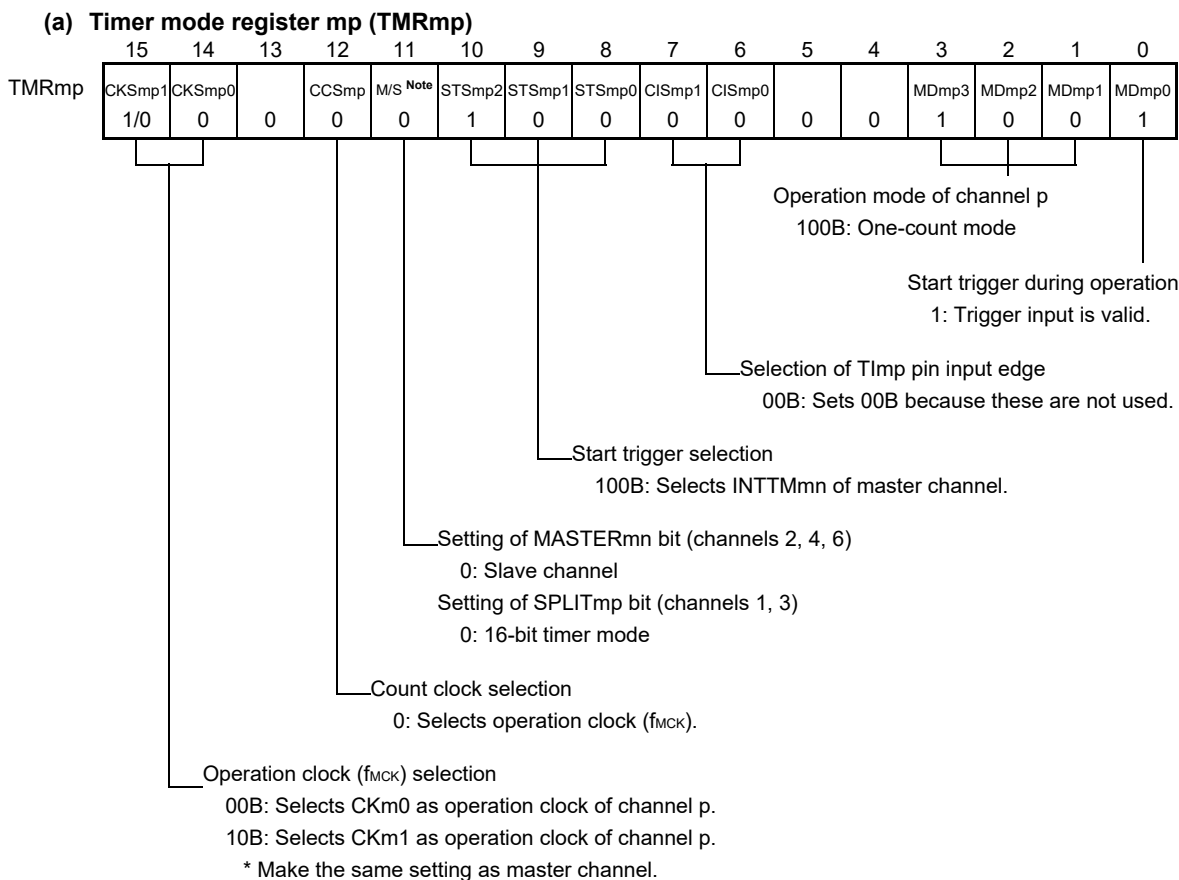 (a) Timer mode register mp (TMRmp)
15 14 13 12 11 10 9 8 7 6 5 4 3 2 1 0
TMRmp CKSmp1 CKSmp0 CCSmp M/S Note STSmp2 STSmp1 STSmp0 CISmp1 CISmp0 MDmp3 MDmp2 MDmp1 MDmp0
1/0 0 0 0 0 1 0 0 0 0 0 0 1 0 0 1
Operation mode of channel p
100B: One-count mode
Start trigger during operation
1: Trigger input is valid.
Selection of TImp pin input edge
00B: Sets 00B because these are not used.
Start trigger selection
100B: Selects INTTMmn of master channel.
Setting of MASTERmn bit (channels 2, 4, 6)
0: Slave channel
Setting of SPLITmp bit (channels 1, 3)
0: 16-bit timer mode
Count clock selection
0: Selects operation clock (fMCK).
Operation clock (fMCK) selection
00B: Selects CKm0 as operation clock of channel p.
10B: Selects CKm1 as operation clock of channel p.
* Make the same setting as master channel.